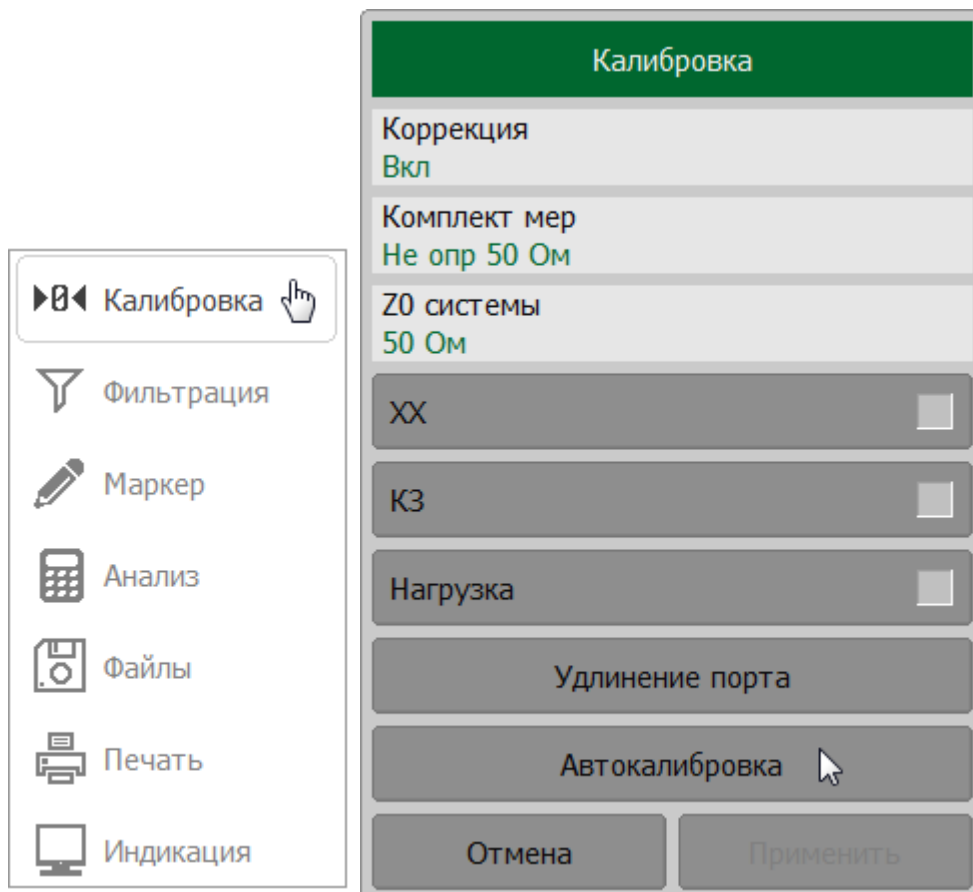 ▶0◀ Калибровка
Фильтрация
Маркер
Анализ
Файлы
Печать
Индикация
Калибровка
Коррекция
Вкл
Комплект мер
Не опр 50 Ом
Z0 системы
50 Ом
ХХ
КЗ
Нагрузка
Удлинение порта
Автокалибровка
Отмена Применить